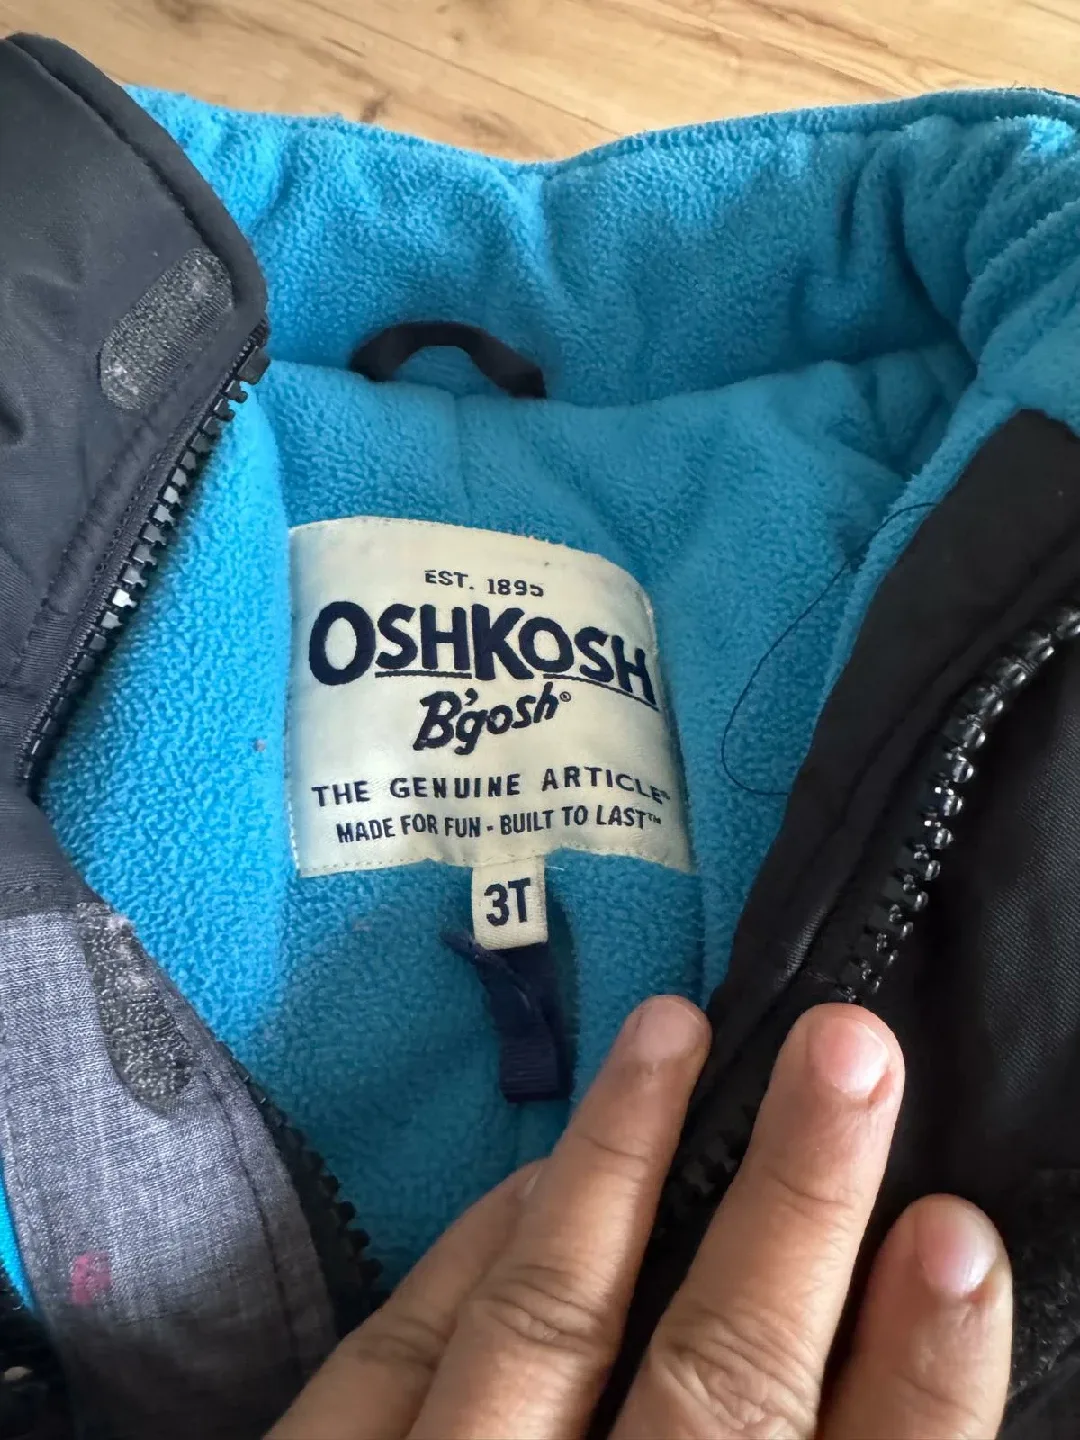 EST. 1895
OSHKOSH
B'gosh®
THE GENUINE ARTICLE™
MADE FOR FUN - BUILT TO LAST™
3T